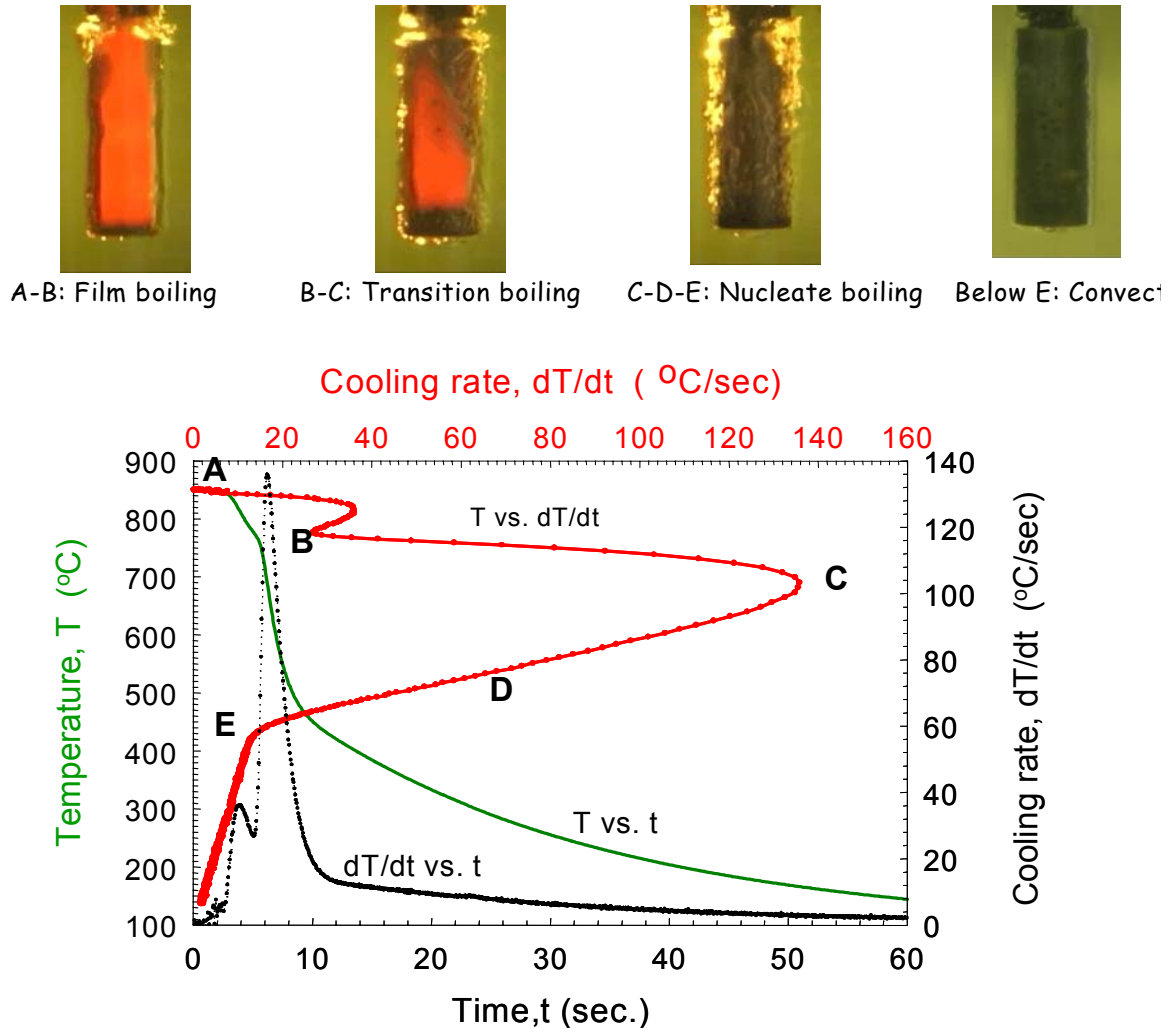 A-B: Film boiling
B-C: Transition boiling
C-D-E: Nucleate boiling
Below E: Convect
Cooling rate, dT/dt ( ºC/sec)
0 20 40 60 80 100 120 140 160
900
800
700
600
500
400
300
200
100
Temperature, T (ºC)
A
B
C
D
E
T vs. dT/dt
T vs. t
dT/dt vs. t
140
120
100
80
60
40
20
0
Cooling rate, dT/dt (ºC/sec)
0 10 20 30 40 50 60
Time,t (sec.)